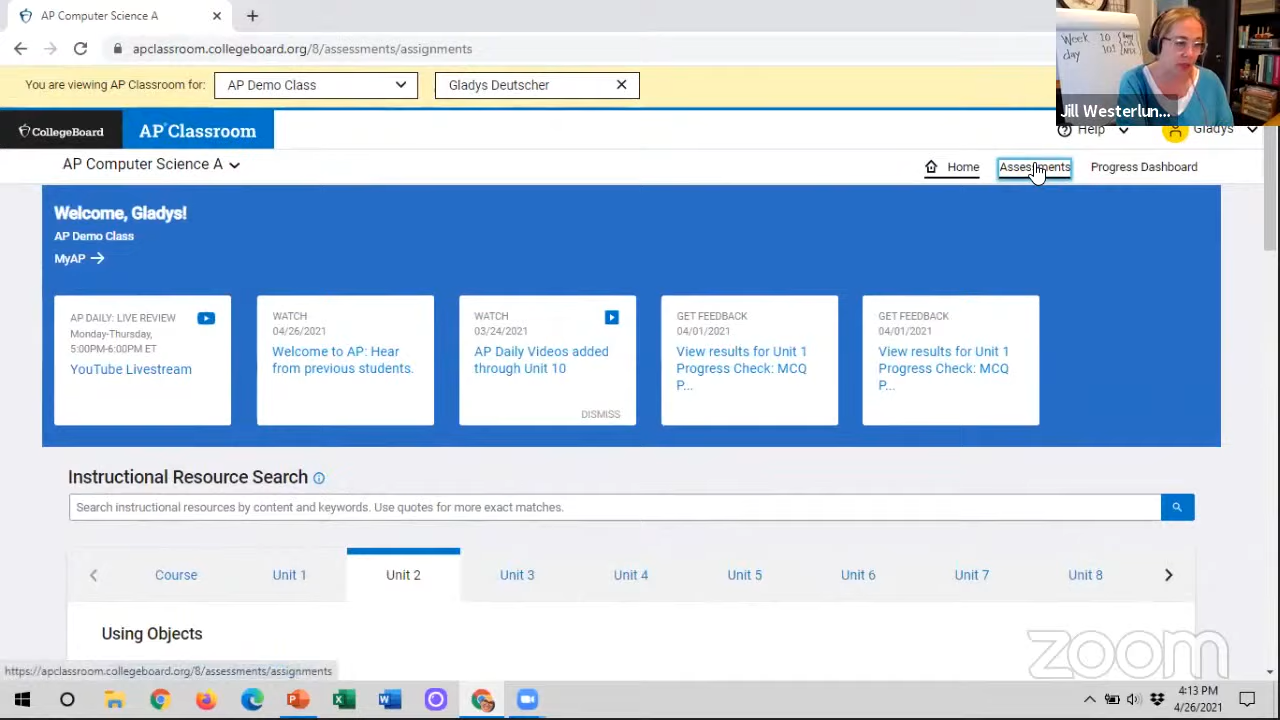 AP Computer Science A
apclassroom.collegeboard.org/8/assessments/assignments
You are viewing AP Classroom for:
AP Demo Class
Gladys Deutscher
Week 10
day 101
Jill Westerlun...
CollegeBoard
AP Classroom
Help
Gladys
AP Computer Science A
Home
Assessments
Progress Dashboard
Welcome, Gladys!
AP Demo Class
MyAP
AP DAILY: LIVE REVIEW
Monday-Thursday,
5:00PM-6:00PM ET
YouTube Livestream
WATCH
04/26/2021
Welcome to AP: Hear
from previous students.
WATCH
03/24/2021
AP Daily Videos added
through Unit 10
DISMISS
GET FEEDBACK
04/01/2021
View results for Unit 1
Progress Check: MCQ
P...
GET FEEDBACK
04/01/2021
View results for Unit 1
Progress Check: MCQ
P...
Instructional Resource Search
Search instructional resources by content and keywords. Use quotes for more exact matches.
Course
Unit 1
Unit 2
Unit 3
Unit 4
Unit 5
Unit 6
Unit 7
Unit 8
Using Objects
zoom
https://apclassroom.collegeboard.org/8/assessments/assignments
4:13 PM
4/26/2021